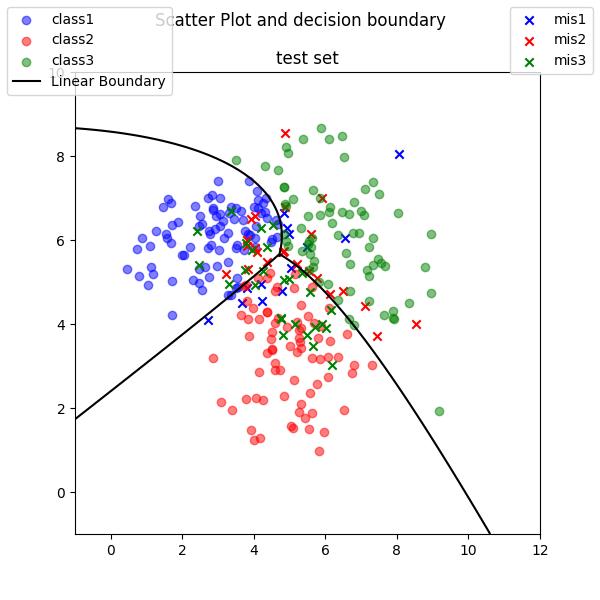 Scatter Plot and decision boundary
test set
class1
class2
class3
Linear Boundary
mis1
mis2
mis3
10
8
6
4
2
0
0 2 4 6 8 10 12